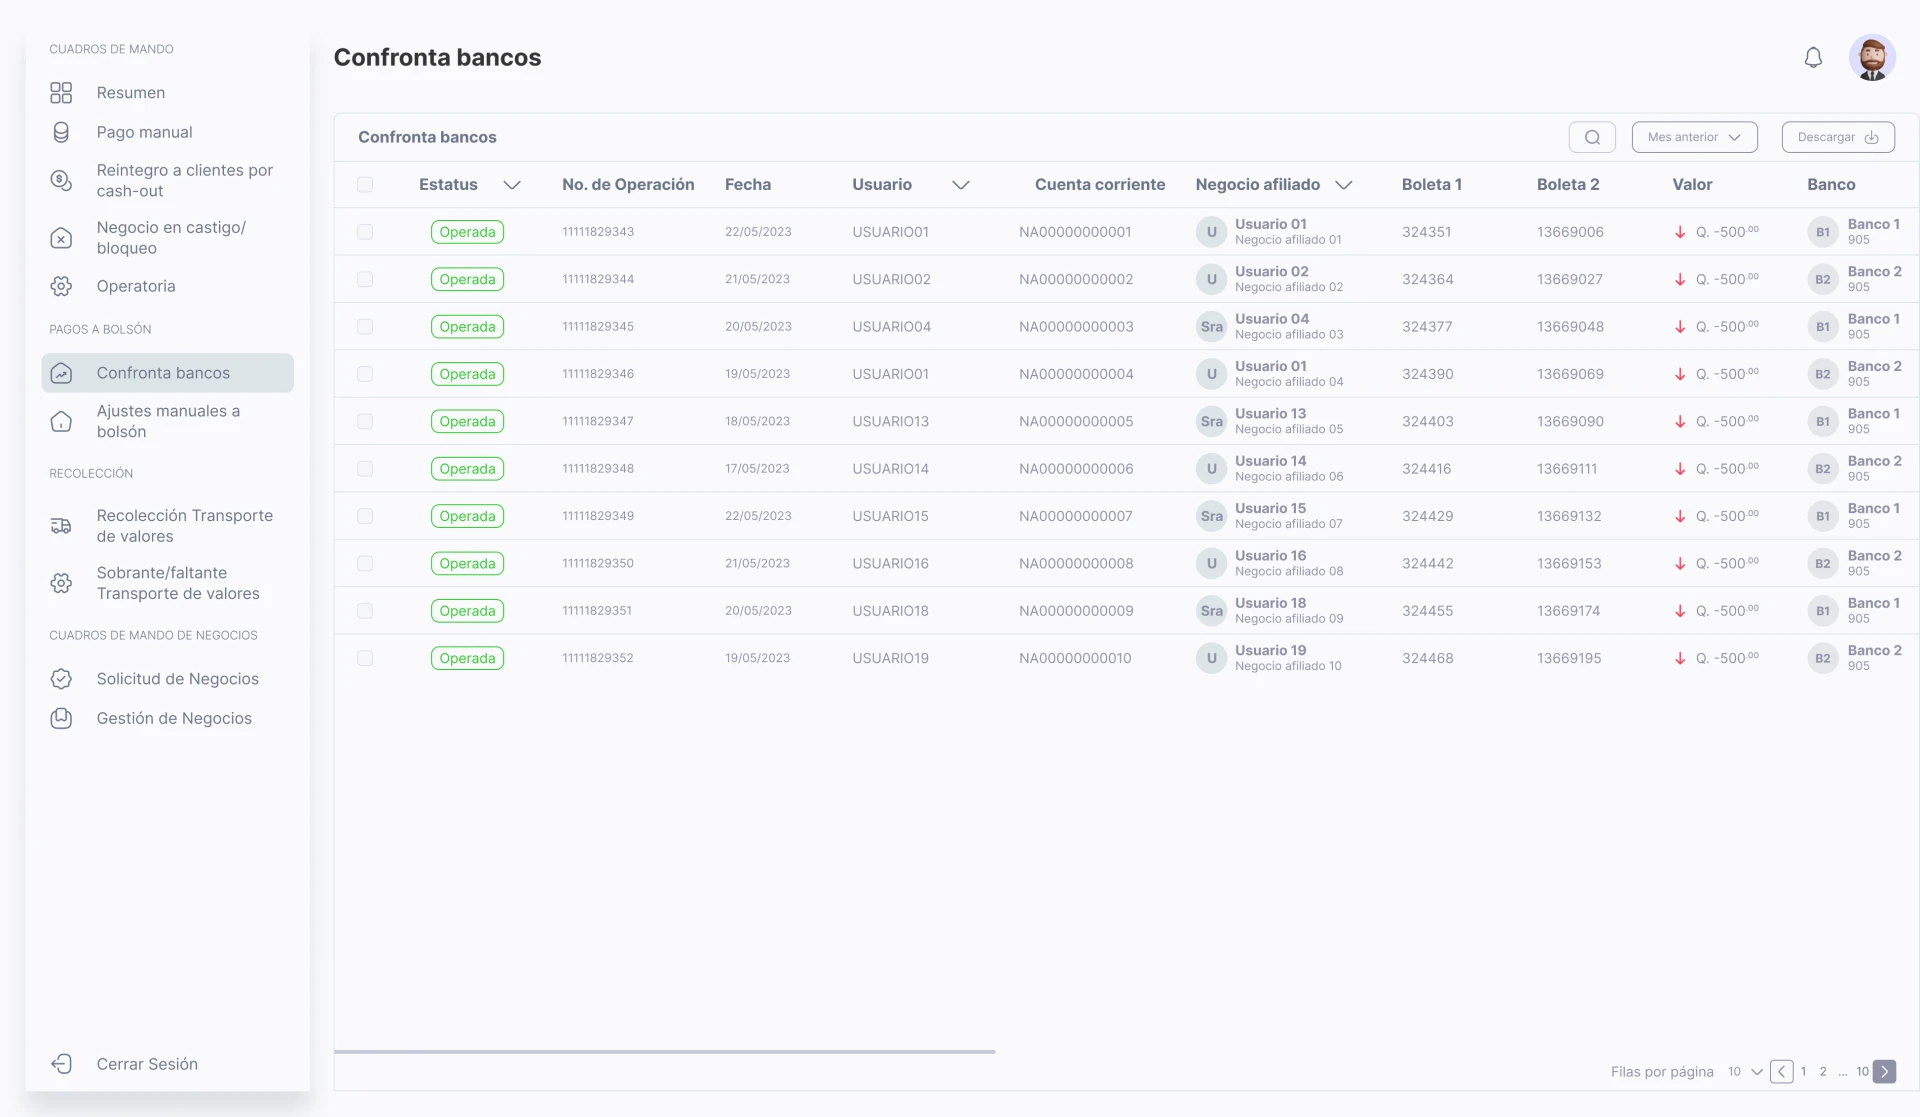 CUADROS DE MANDO
Resumen
Pago manual
Reintegro a clientes por
cash-out
Negocio en castigo/
bloqueo
Operatoria
PAGOS A BOLSÓN
Confronta bancos
Ajustes manuales a
bolsón
RECOLECCIÓN
Recolección Transporte
de valores
Sobrante/faltante
Transporte de valores
CUADROS DE MANDO DE NEGOCIOS
Solicitud de Negocios
Gestión de Negocios
Cerrar Sesión
Confronta bancos
Confronta bancos
Mes anterior
Descargar
Estatus No. de Operación Fecha Usuario Cuenta corriente Negocio afiliado Boleta 1 Boleta 2 Valor Banco
Operada 11111829343 22/05/2023 USUARIO01 NA00000000001 U Usuario 01 324351 13669006 Q. -500.00 B1 Banco 1
Negocio afiliado 01 905
Operada 11111829344 21/05/2023 USUARIO02 NA00000000002 U Usuario 02 324364 13669027 Q. -500.00 B2 Banco 2
Negocio afiliado 02 905
Operada 11111829345 20/05/2023 USUARIO04 NA00000000003 Sra Usuario 04 324377 13669048 Q. -500.00 B1 Banco 1
Negocio afiliado 03 905
Operada 11111829346 19/05/2023 USUARIO01 NA00000000004 U Usuario 01 324390 13669069 Q. -500.00 B2 Banco 2
Negocio afiliado 04 905
Operada 11111829347 18/05/2023 USUARIO13 NA00000000005 Sra Usuario 13 324403 13669090 Q. -500.00 B1 Banco 1
Negocio afiliado 05 905
Operada 11111829348 17/05/2023 USUARIO14 NA00000000006 U Usuario 14 324416 13669111 Q. -500.00 B2 Banco 2
Negocio afiliado 06 905
Operada 11111829349 22/05/2023 USUARIO15 NA00000000007 Sra Usuario 15 324429 13669132 Q. -500.00 B1 Banco 1
Negocio afiliado 07 905
Operada 11111829350 21/05/2023 USUARIO16 NA00000000008 U Usuario 16 324442 13669153 Q. -500.00 B2 Banco 2
Negocio afiliado 08 905
Operada 11111829351 20/05/2023 USUARIO18 NA00000000009 Sra Usuario 18 324455 13669174 Q. -500.00 B1 Banco 1
Negocio afiliado 09 905
Operada 11111829352 19/05/2023 USUARIO19 NA00000000010 U Usuario 19 324468 13669195 Q. -500.00 B2 Banco 2
Negocio afiliado 10 905
Filas por página 10 1 2 ... 10